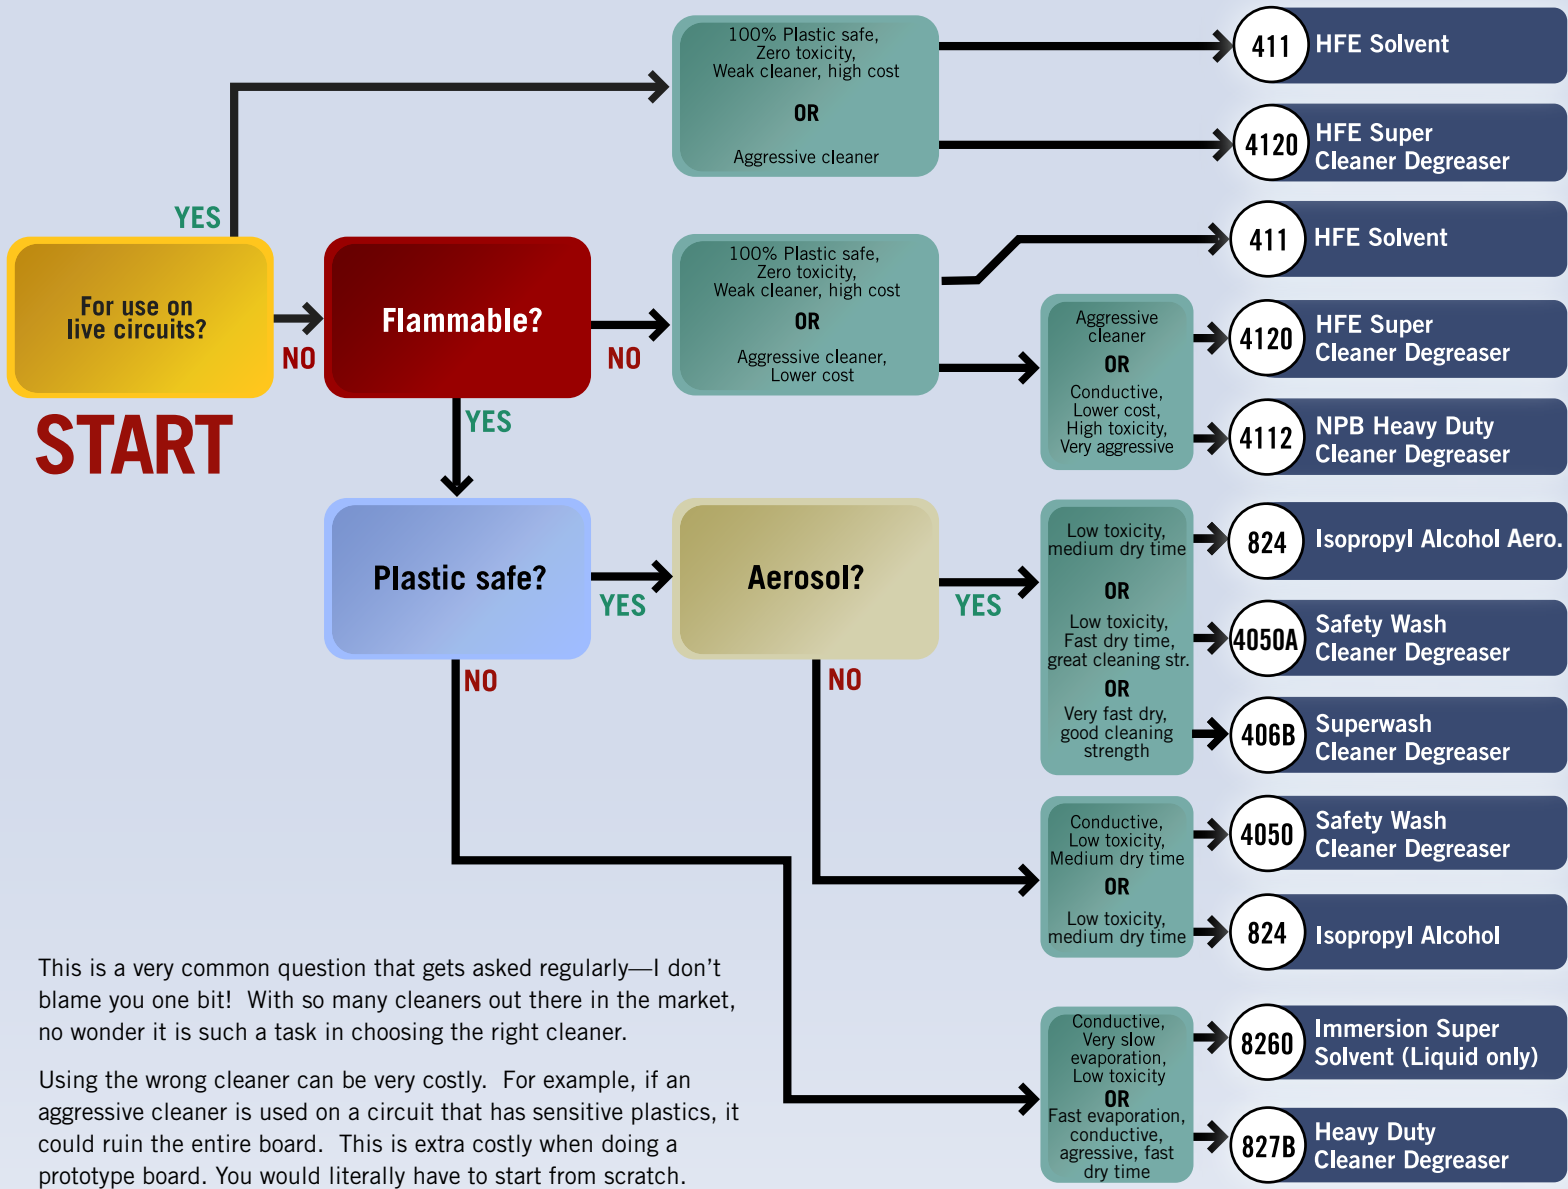 100% Plastic safe,
Zero toxicity,
Weak cleaner, high cost
OR
Aggressive cleaner
411
HFE Solvent
4120
HFE Super
Cleaner Degreaser
YES
For use on
live circuits?
NO
START
Flammable?
NO
YES
100% Plastic safe,
Zero toxicity,
Weak cleaner, high cost
OR
Aggressive cleaner,
Lower cost
411
HFE Solvent
Aggressive
cleaner
OR
Conductive,
Lower cost,
High toxicity,
Very aggressive
4120
HFE Super
Cleaner Degreaser
4112
NPB Heavy Duty
Cleaner Degreaser
Plastic safe?
YES
NO
Aerosol?
YES
NO
Low toxicity,
medium dry time
OR
Low toxicity,
Fast dry time,
great cleaning str.
OR
Very fast dry,
good cleaning
strength
824
Isopropyl Alcohol Aero.
4050A
Safety Wash
Cleaner Degreaser
406B
Superwash
Cleaner Degreaser
Conductive,
Low toxicity,
Medium dry time
OR
Low toxicity,
medium dry time
4050
Safety Wash
Cleaner Degreaser
824
Isopropyl Alcohol
Conductive,
Very slow
evaporation,
Low toxicity
OR
Fast evaporation,
conductive,
agressive, fast
dry time
8260
Immersion Super
Solvent (Liquid only)
827B
Heavy Duty
Cleaner Degreaser
This is a very common question that gets asked regularly—I don’t
blame you one bit!  With so many cleaners out there in the market,
no wonder it is such a task in choosing the right cleaner.
Using the wrong cleaner can be very costly.  For example, if an
aggressive cleaner is used on a circuit that has sensitive plastics, it
could ruin the entire board.  This is extra costly when doing a
prototype board. You would literally have to start from scratch.